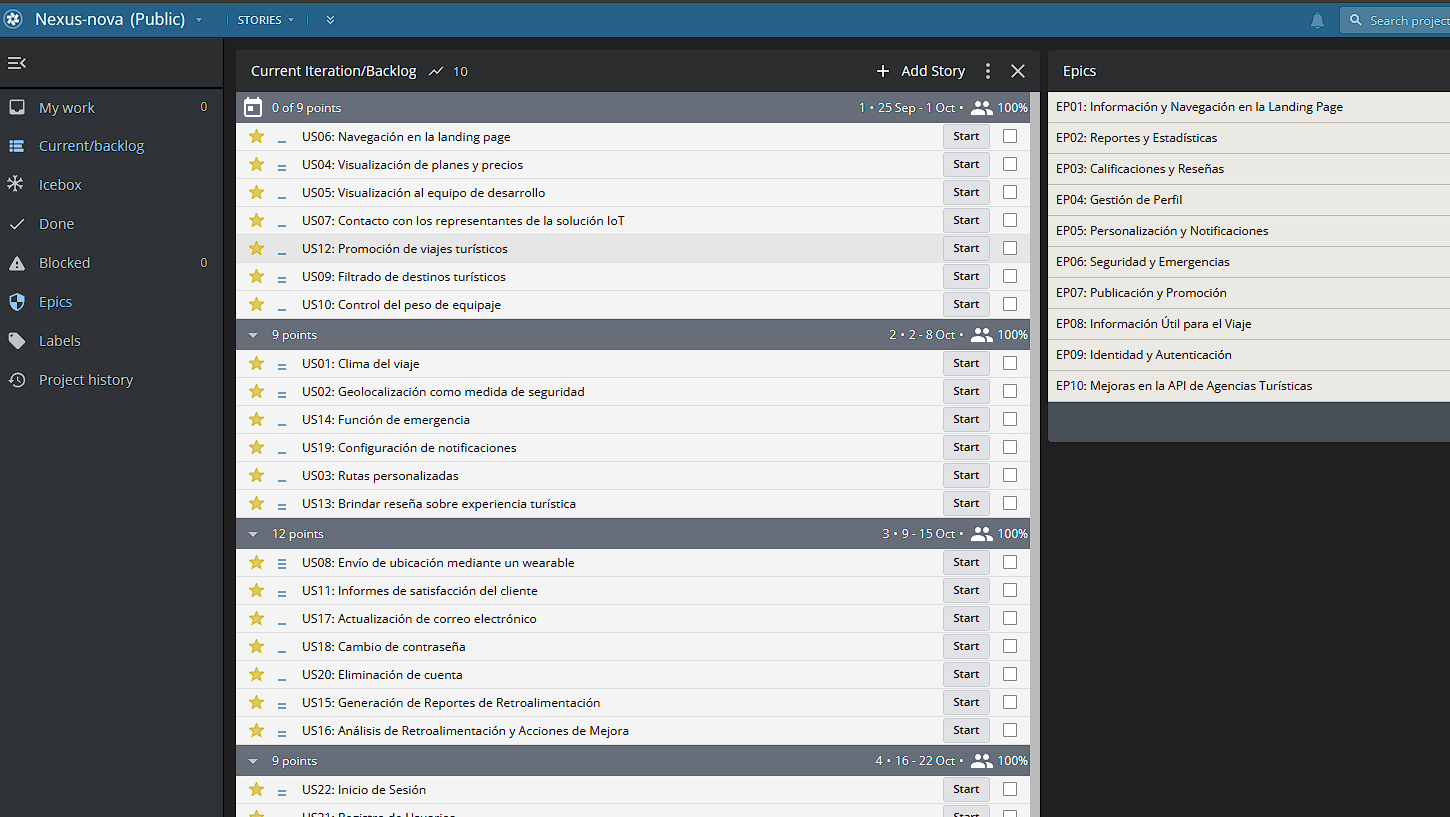 Nexus-nova (Public)
STORIES
Search project
My work 0
Current/backlog
Icebox
Done
Blocked 0
Epics
Labels
Project history
Current Iteration/Backlog 10
+ Add Story
0 of 9 points 1 • 25 Sep - 1 Oct • 100%
US06: Navegación en la landing page Start
US04: Visualización de planes y precios Start
US05: Visualización al equipo de desarrollo Start
US07: Contacto con los representantes de la solución IoT Start
US12: Promoción de viajes turísticos Start
US09: Filtrado de destinos turísticos Start
US10: Control del peso de equipaje Start
9 points 2 • 2 - 8 Oct • 100%
US01: Clima del viaje Start
US02: Geolocalización como medida de seguridad Start
US14: Función de emergencia Start
US19: Configuración de notificaciones Start
US03: Rutas personalizadas Start
US13: Brindar reseña sobre experiencia turística Start
12 points 3 • 9 - 15 Oct • 100%
US08: Envío de ubicación mediante un wearable Start
US11: Informes de satisfacción del cliente Start
US17: Actualización de correo electrónico Start
US18: Cambio de contraseña Start
US20: Eliminación de cuenta Start
US15: Generación de Reportes de Retroalimentación Start
US16: Análisis de Retroalimentación y Acciones de Mejora Start
9 points 4 • 16 - 22 Oct • 100%
US22: Inicio de Sesión Start
Epics
EP01: Información y Navegación en la Landing Page
EP02: Reportes y Estadísticas
EP03: Calificaciones y Reseñas
EP04: Gestión de Perfil
EP05: Personalización y Notificaciones
EP06: Seguridad y Emergencias
EP07: Publicación y Promoción
EP08: Información Útil para el Viaje
EP09: Identidad y Autenticación
EP10: Mejoras en la API de Agencias Turísticas